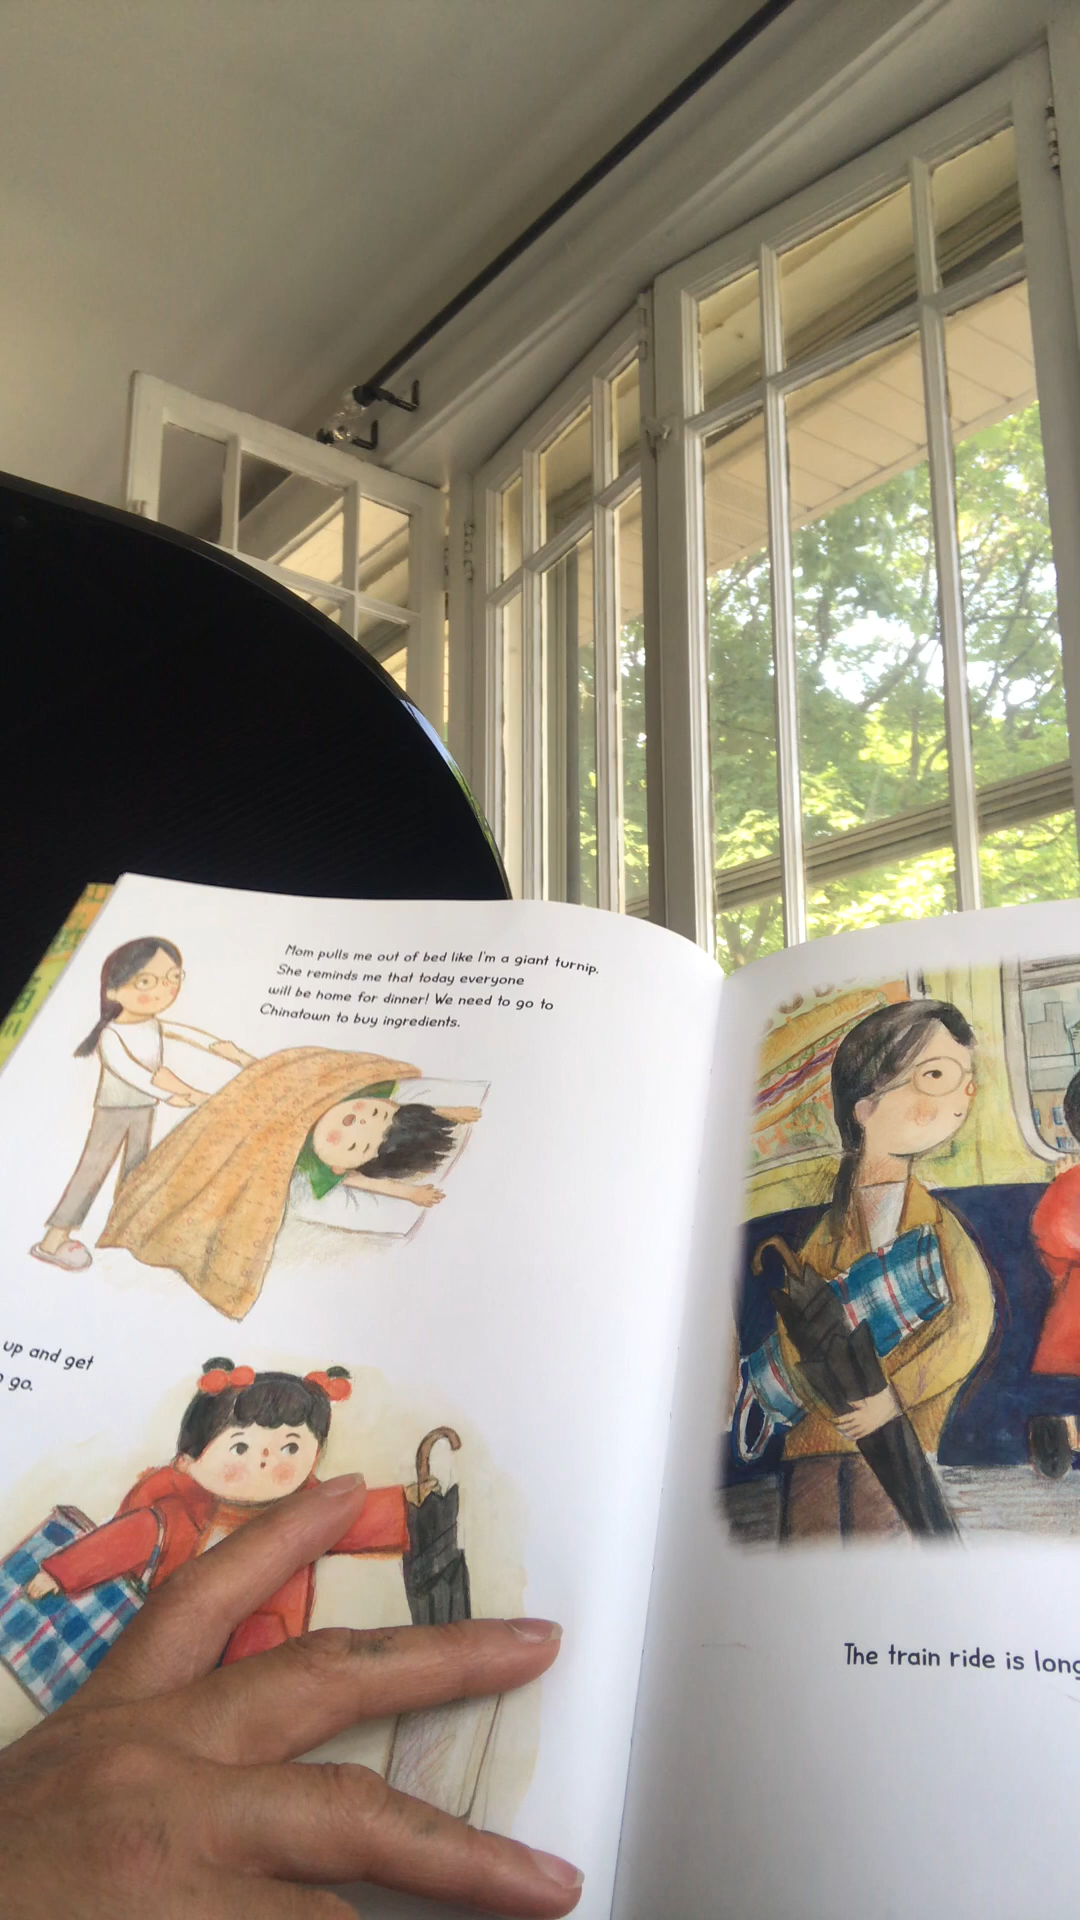 Mom pulls me out of bed like I'm a giant turnip.
She reminds me that today everyone
will be home for dinner! We need to go to
Chinatown to buy ingredients.
up and get
go.
The train ride is long